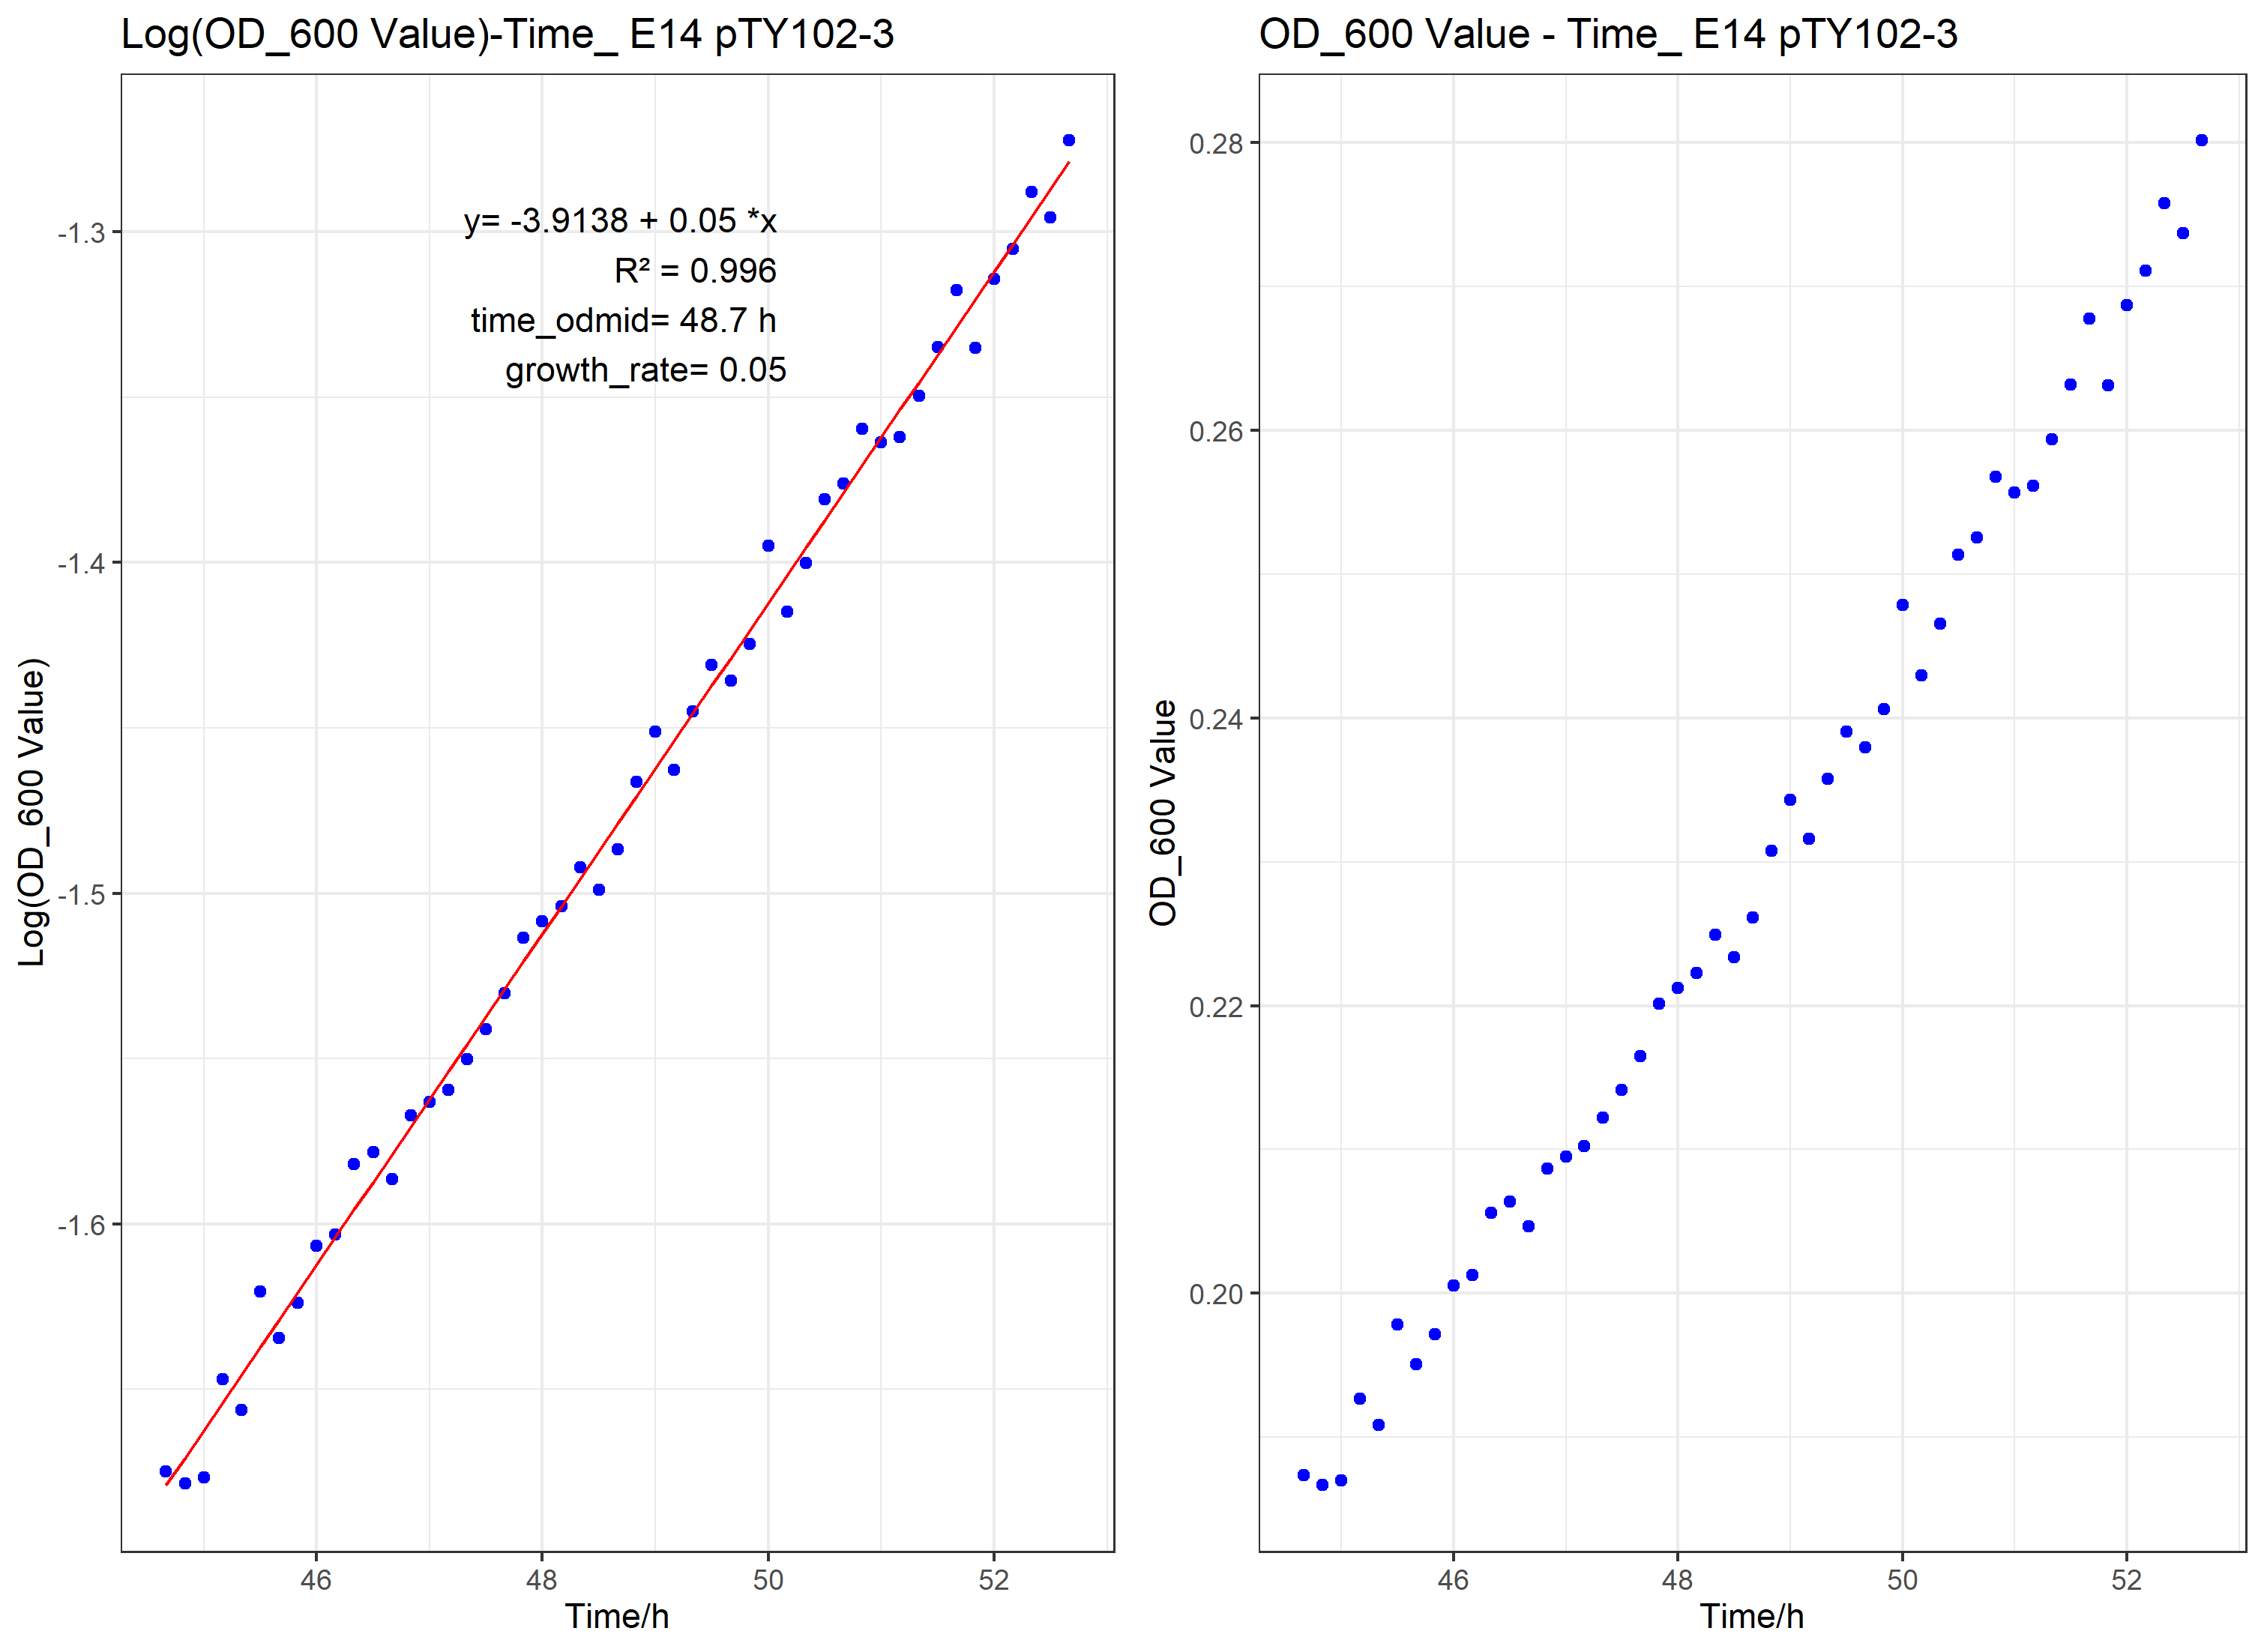 Log(OD_600 Value)-Time_ E14 pTY102-3
y= -3.9138 + 0.05 *x
R² = 0.996
time_odmid= 48.7 h
growth_rate= 0.05
-1.3
-1.4
-1.5
-1.6
Log(OD_600 Value)
46 48 50 52
Time/h
OD_600 Value - Time_ E14 pTY102-3
0.28
0.26
0.24
0.22
0.20
OD_600 Value
46 48 50 52
Time/h